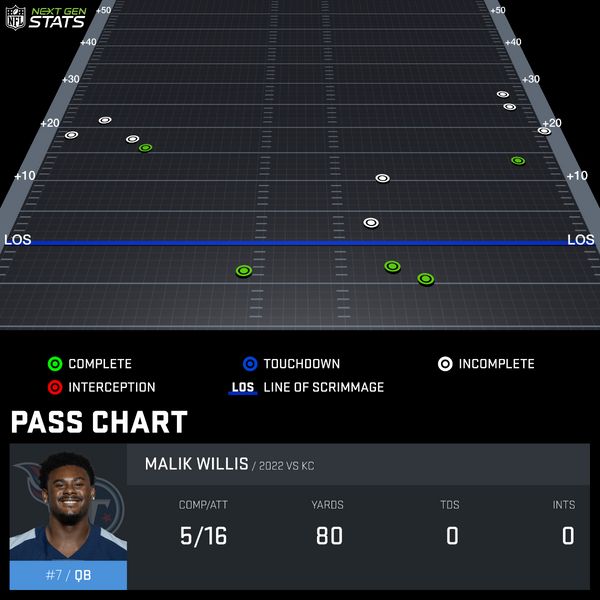 NFL NEXT GEN STATS
+50 +50
+40 +40
+30 +30
+20 +20
+10 +10
LOS LOS
COMPLETE TOUCHDOWN INCOMPLETE
INTERCEPTION LOS LINE OF SCRIMMAGE
PASS CHART
MALIK WILLIS / 2022 VS KC
COMP/ATT YARDS TDS INTS
5/16 80 0 0
#7 / QB